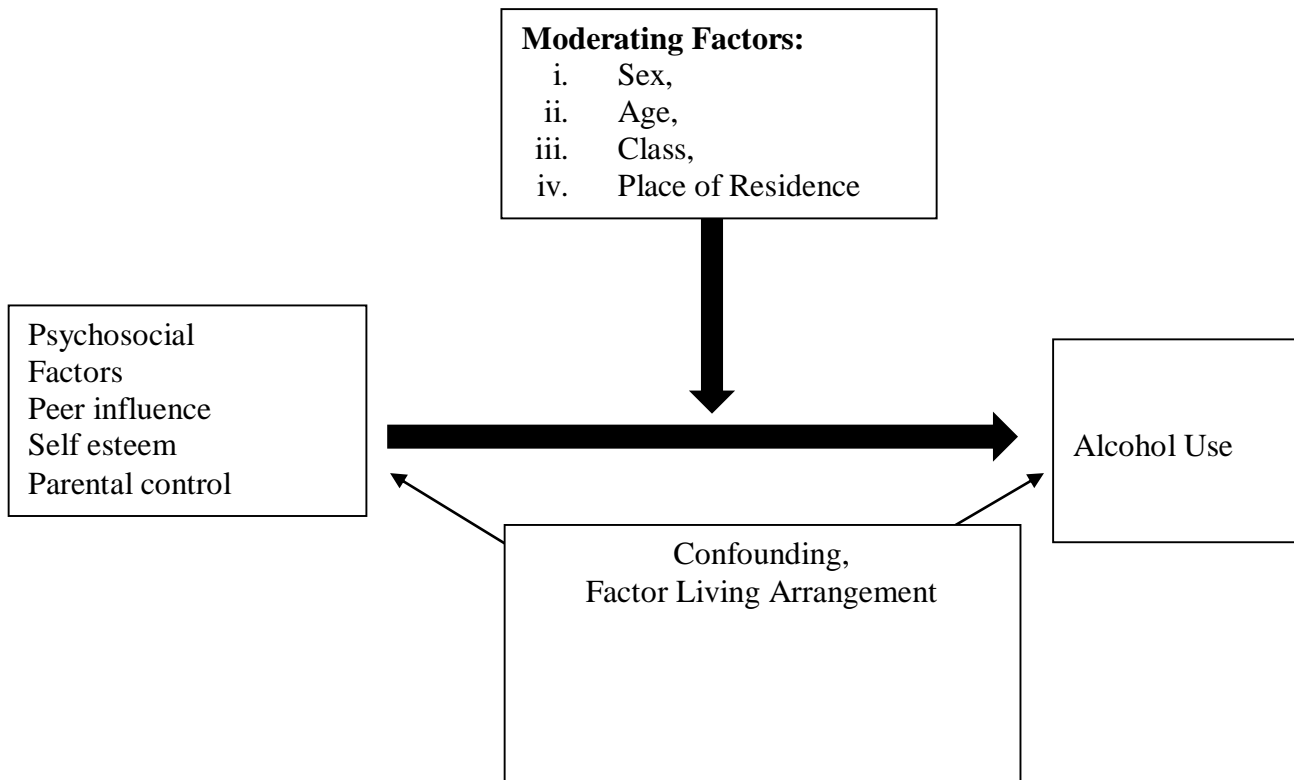 Moderating Factors:
i. Sex,
ii. Age,
iii. Class,
iv. Place of Residence
Psychosocial
Factors
Peer influence
Self esteem
Parental control
Alcohol Use
Confounding,
Factor Living Arrangement